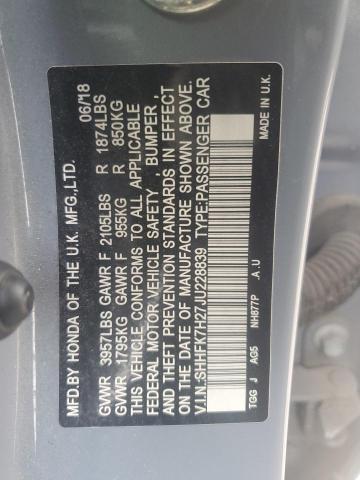 MFD.BY HONDA OF THE U.K. MFG.,LTD. 06/18
GVWR 3957LBS GAWR F 2105LBS R 1874LBS
GVWR 1795KG GAWR F 955KG R 850KG
THIS VEHICLE CONFORMS TO ALL APPLICABLE
FEDERAL MOTOR VEHICLE SAFETY , BUMPER ,
AND THEFT PREVENTION STANDARDS IN EFFECT
ON THE DATE OF MANUFACTURE SHOWN ABOVE.
V.I.N.:SHHFK7H27JU228839 TYPE:PASSENGER CAR
TGG J AG5 NH877P A .U MADE IN U.K.